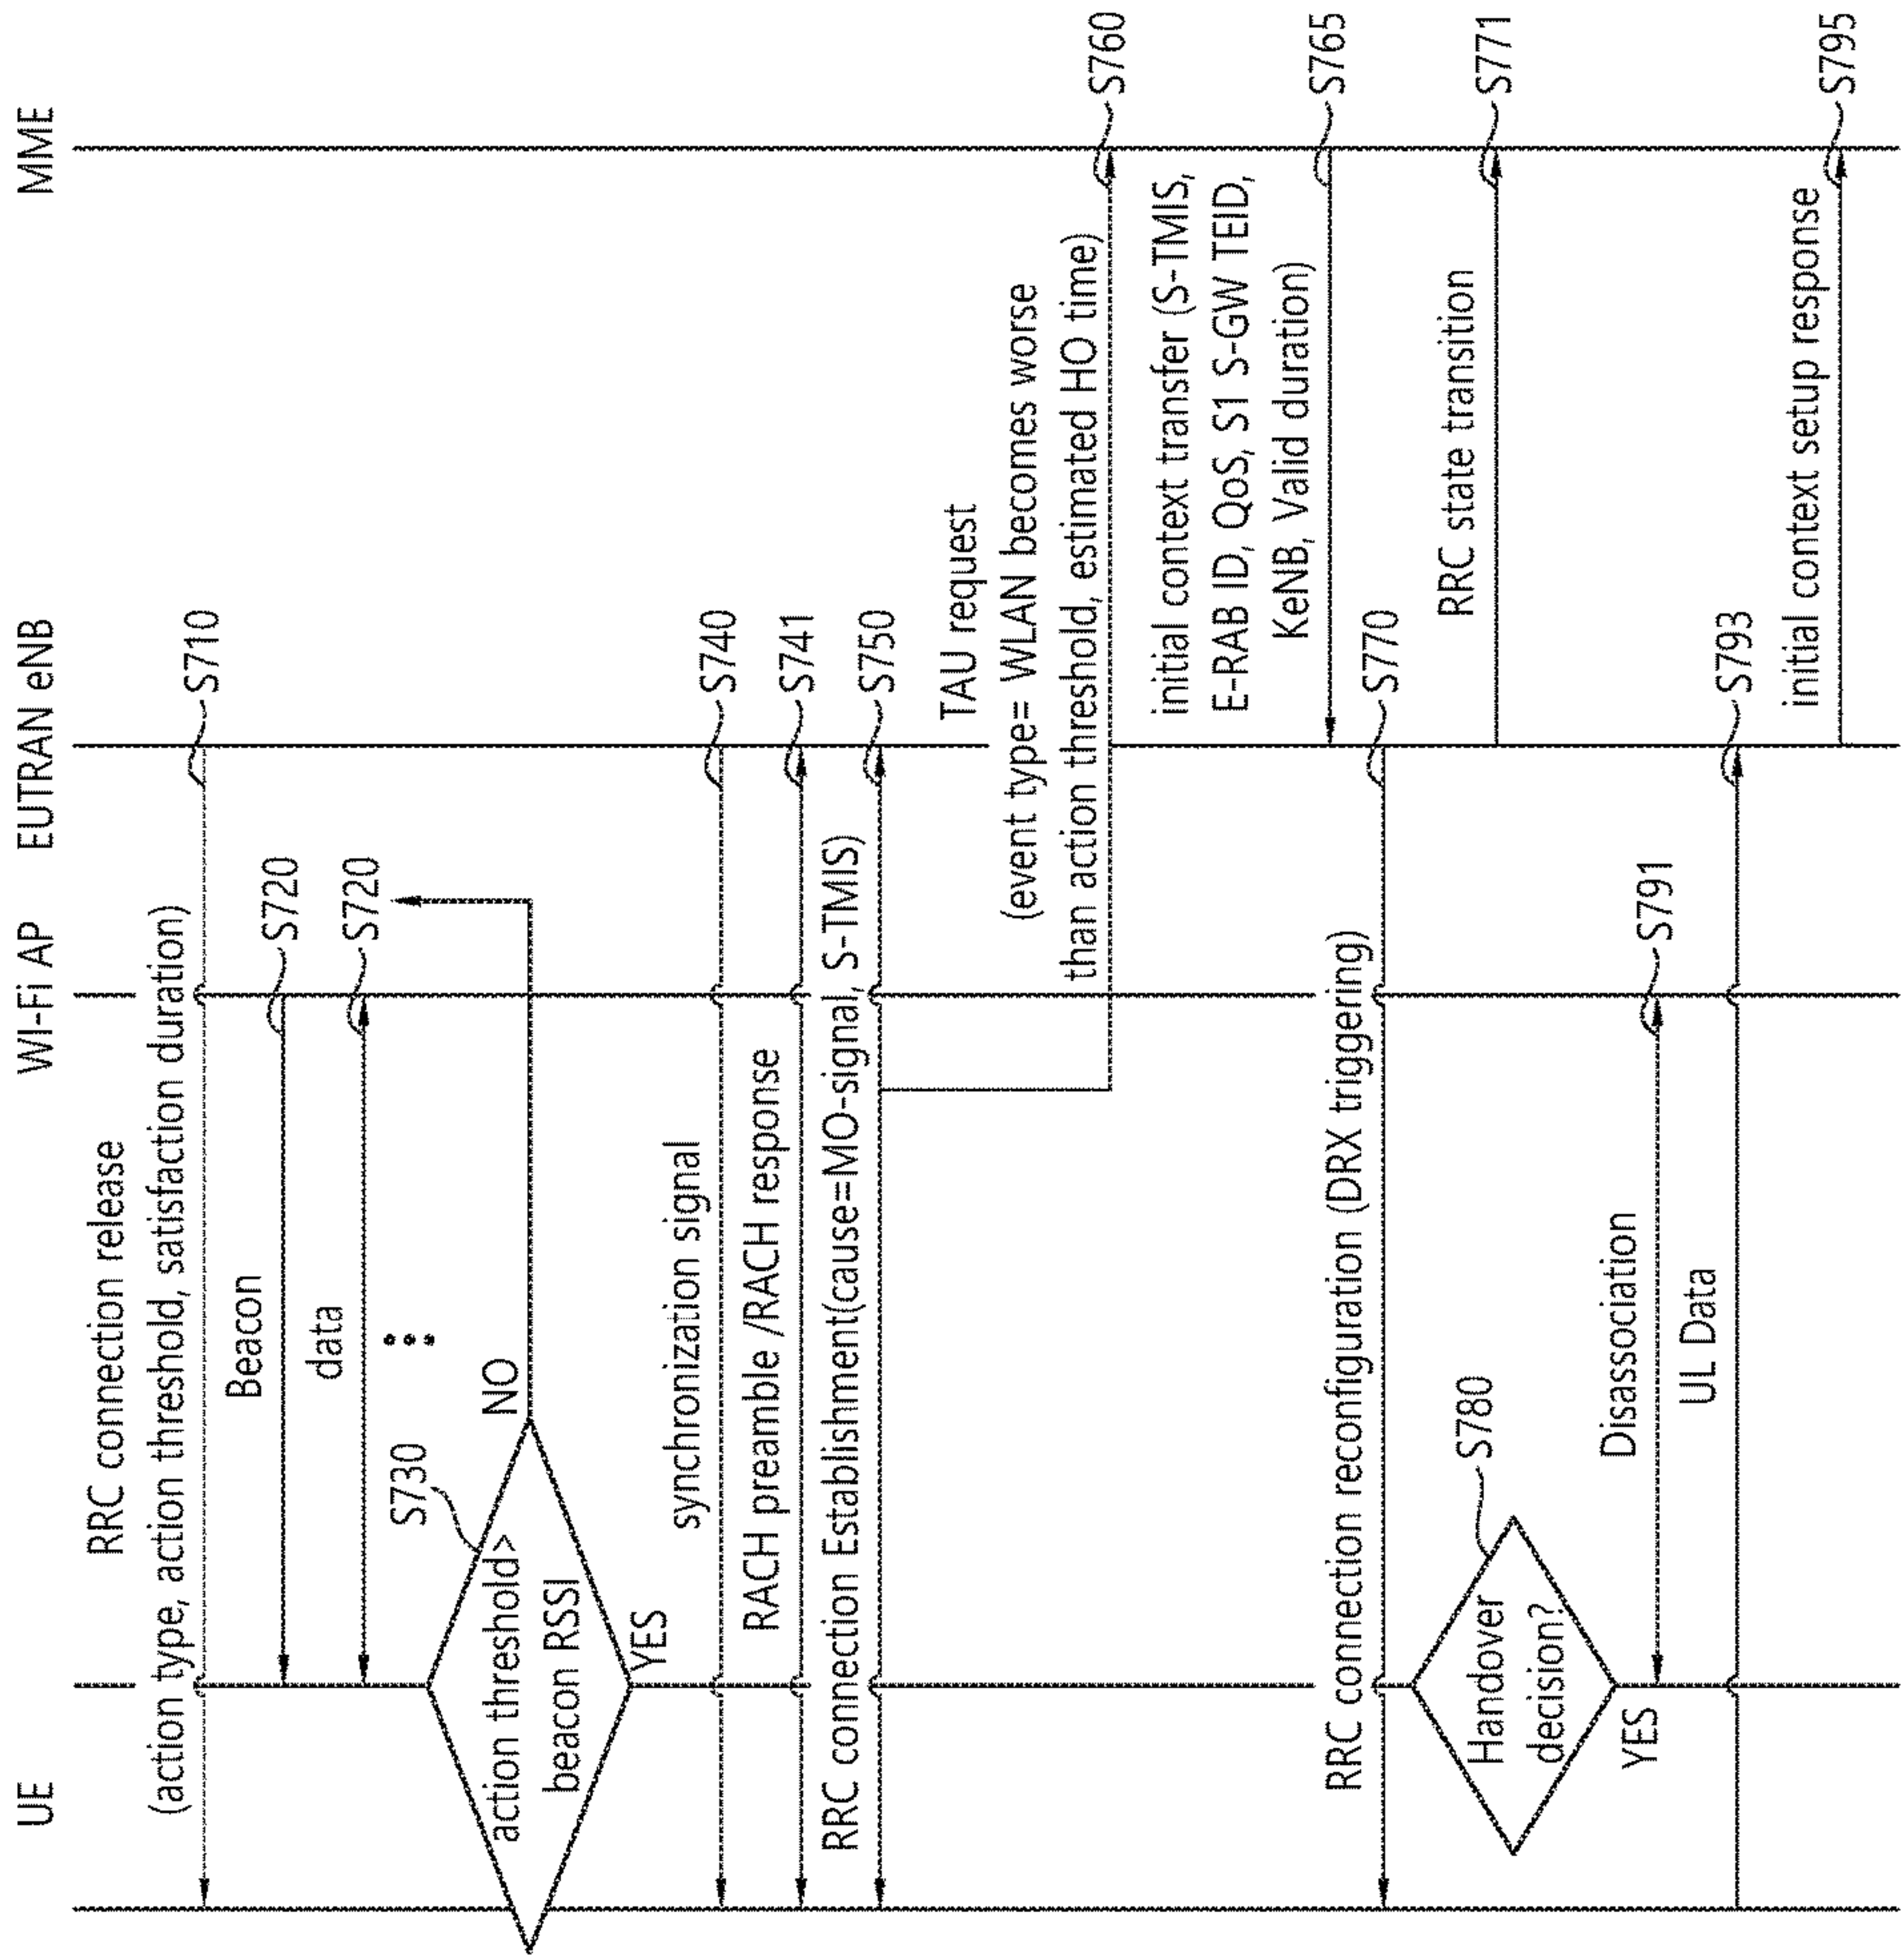 UE
WI-Fi AP
EUTRAN eNB
MME
RRC connection release
(action type, action threshold, satisfaction duration)
S710
Beacon
S720
data
S720
S730
action threshold>
beacon RSSI
NO
YES
synchronization signal
S740
RACH preamble /RACH response
S741
RRC connection Establishment(cause=MO-signal, S-TMIS)
S750
TAU request
(event type= WLAN becomes worse
than action threshold, estimated HO time)
S760
initial context transfer (S-TMIS,
E-RAB ID, QoS, S1 S-GW TEID,
KeNB, Valid duration)
S765
RRC connection reconfiguration (DRX triggering)
S770
RRC state transition
S771
S780
Handover
decision?
YES
Disassociation
S791
UL Data
S793
initial context setup response
S795